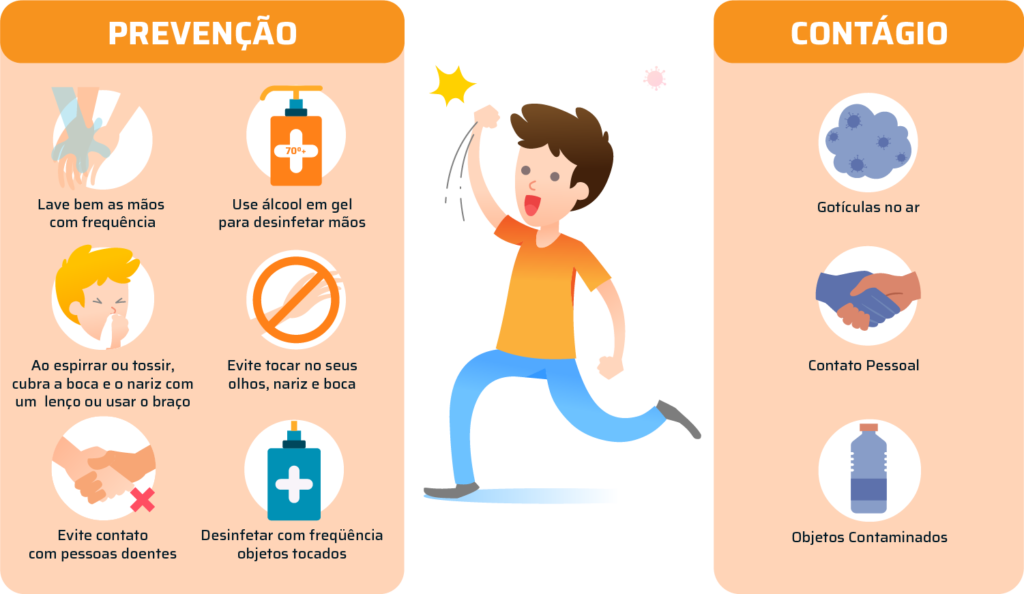 PREVENÇÃO
Lave bem as mãos
com frequência
70º+
Use álcool em gel
para desinfetar mãos
Ao espirrar ou tossir,
cubra a boca e o nariz com
um lenço ou usar o braço
Evite tocar no seus
olhos, nariz e boca
Evite contato
com pessoas doentes
Desinfetar com freqüência
objetos tocados
CONTÁGIO
Gotículas no ar
Contato Pessoal
Objetos Contaminados